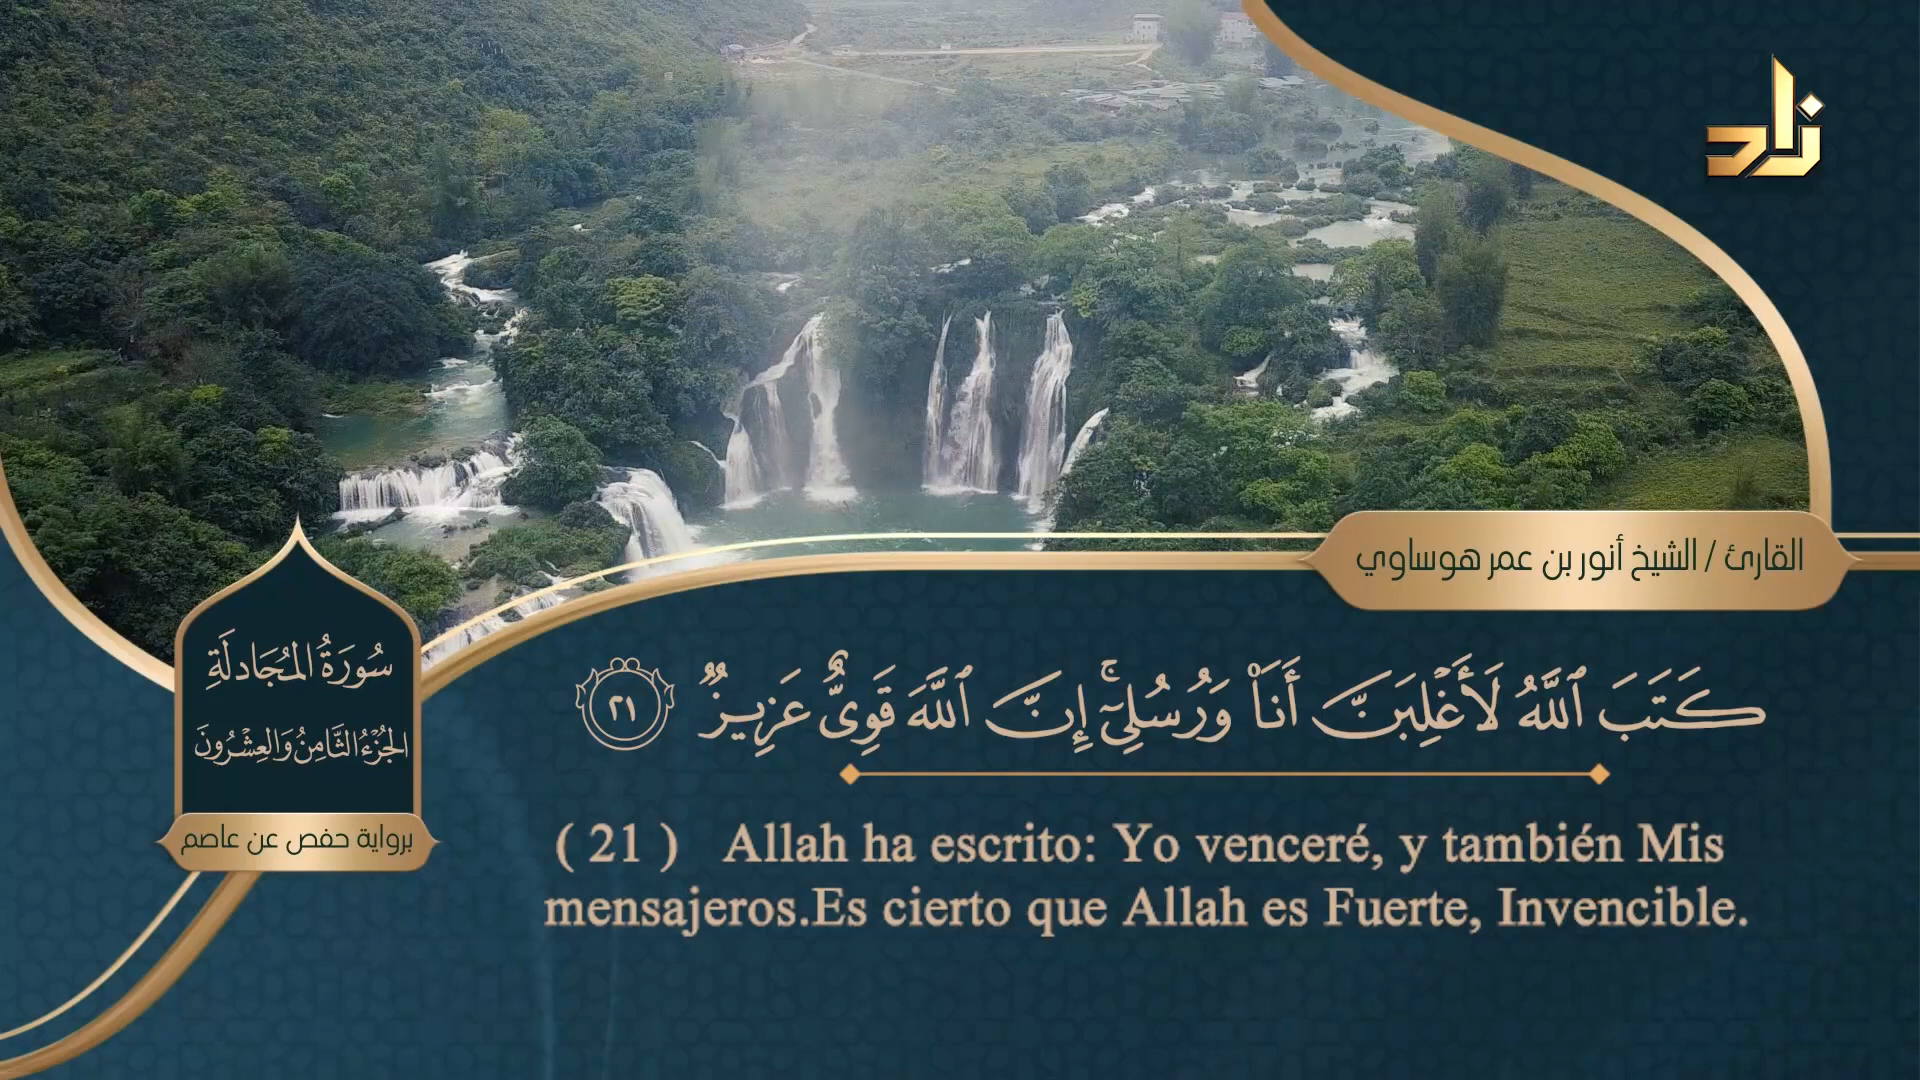 زاد
القارئ / الشيخ أنور بن عمر هوساوي
سُورَةُ المُجَادلَةِ
الجُزْءُ الثَّامِنُ وَالعِشْرُونَ
برواية حفص عن عاصم
كَتَبَ ٱللَّهُ لَأَغْلِبَنَّ أَنَا۠ وَرُسُلِىٓۚ إِنَّ ٱللَّهَ قَوِىٌّ عَزِيزٌ ٢١
( 21 ) Allah ha escrito: Yo venceré, y también Mis
mensajeros.Es cierto que Allah es Fuerte, Invencible.